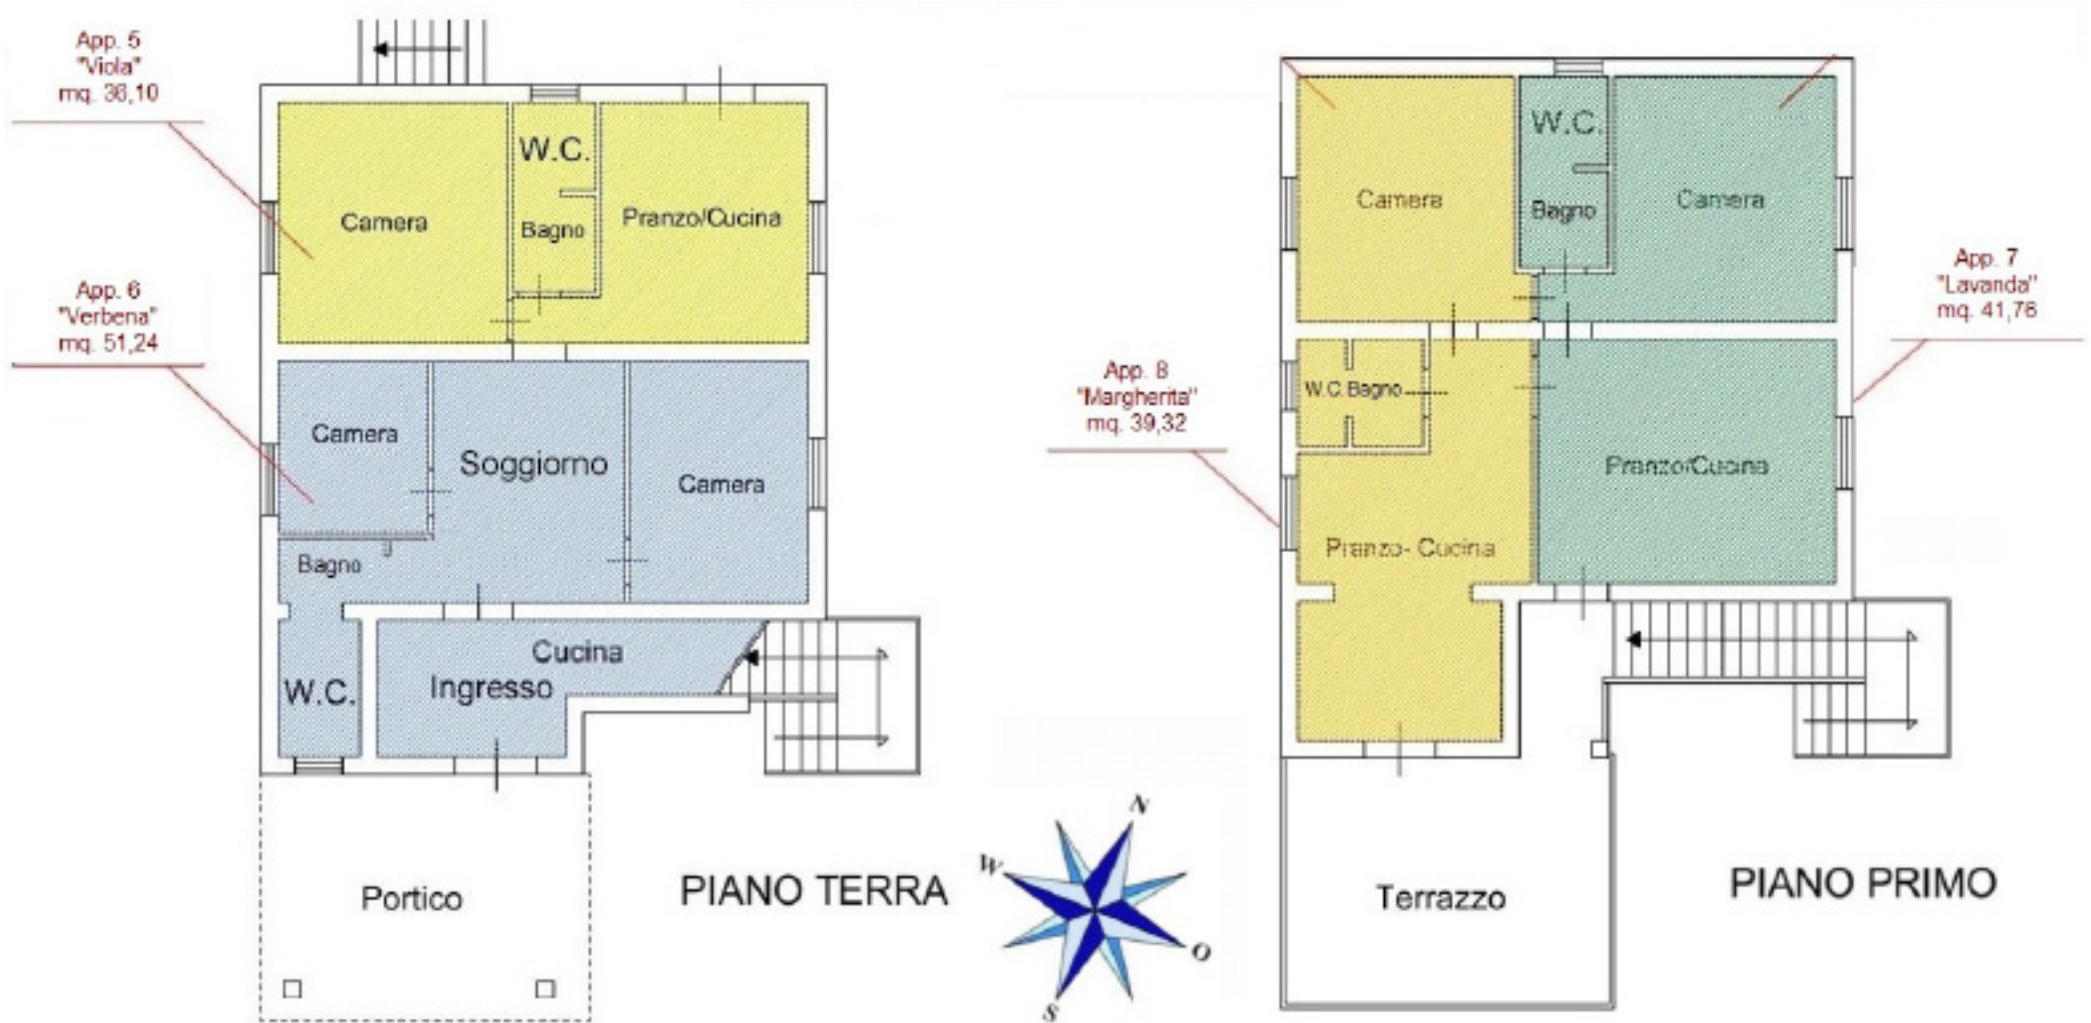 App. 5
"Viola"
mq. 36,10
W.C.
Camera
Bagno
Pranzo/Cucina
App. 6
"Verbena"
mq. 51,24
Camera
Soggiorno
Camera
Bagno
Cucina
Ingresso
W.C.
Portico
PIANO TERRA
N
W
O
S
W.C.
Camera
Bagno
Camera
App. 7
"Lavanda"
mq. 41,76
App. 8
"Margherita"
mq. 39,32
W.C. Bagno
Pranzo/Cucina
Pranzo- Cucina
Terrazzo
PIANO PRIMO